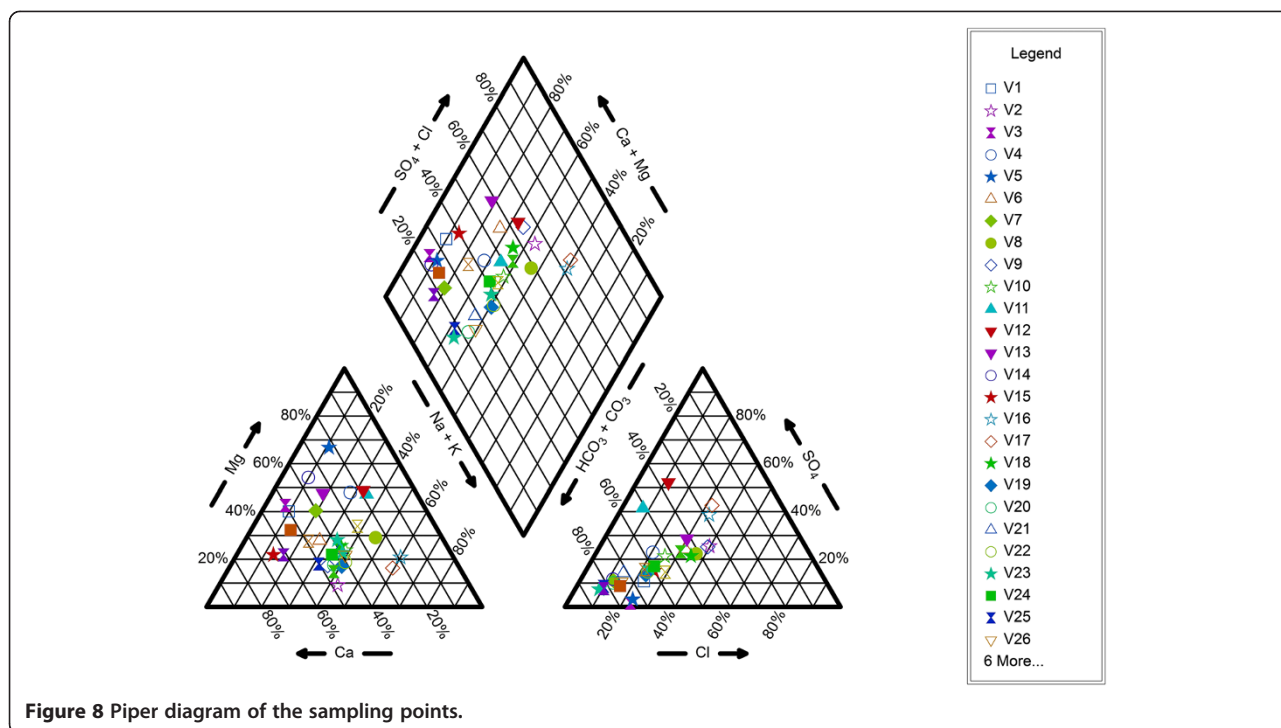 Legend
V1
V2
V3
V4
V5
V6
V7
V8
V9
V10
V11
V12
V13
V14
V15
V16
V17
V18
V19
V20
V21
V22
V23
V24
V25
V26
6 More...
80%
80%
60%
60%
40%
40%
20%
20%
SO₄ + Cl
Ca + Mg
Na + K
HCO₃ + CO₃
Mg
SO₄
80%
60%
40%
20%
20%
40%
60%
80%
80%
60%
40%
20%
Ca
20%
40%
60%
80%
80%
60%
40%
20%
20%
40%
60%
80%
Cl
Figure 8 Piper diagram of the sampling points.